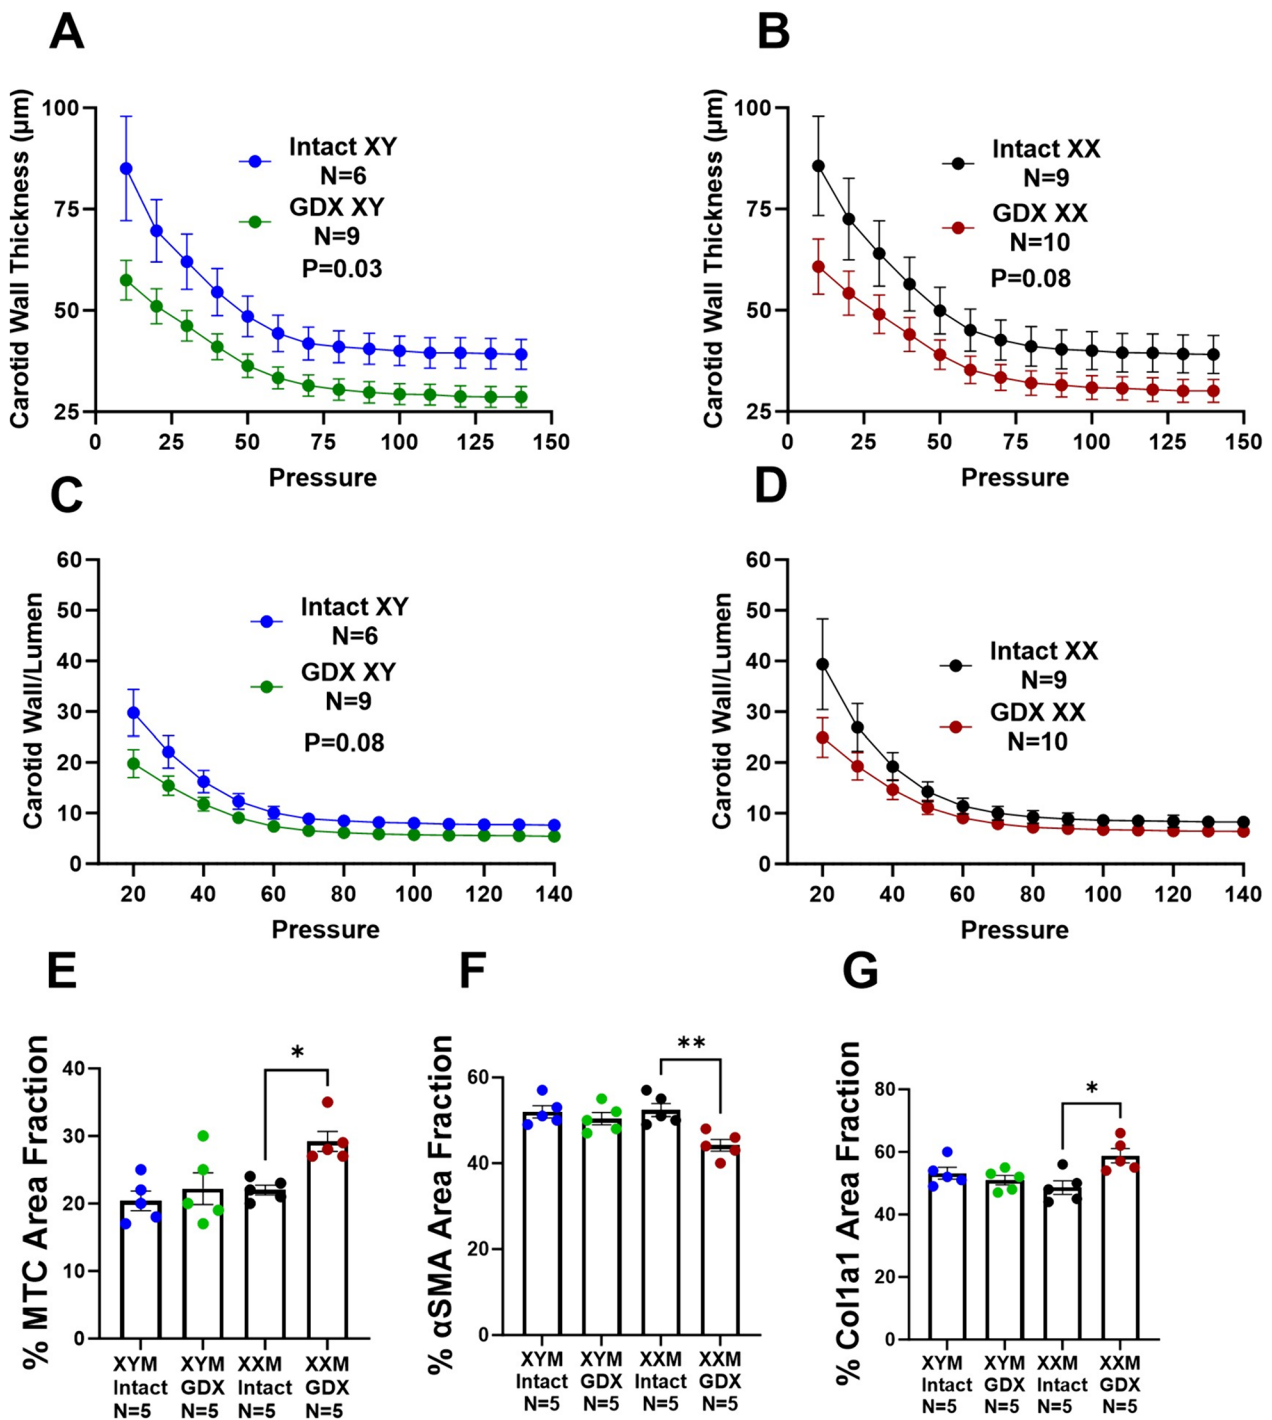 A
Carotid Wall Thickness (μm)
100
75
50
25
0
25
50
75
100
125
150
Pressure
Intact XY
N=6
GDX XY
N=9
P=0.03
B
Carotid Wall Thickness (μm)
100
75
50
25
0
25
50
75
100
125
150
Pressure
Intact XX
N=9
GDX XX
N=10
P=0.08
C
Carotid Wall/Lumen
60
50
40
30
20
10
0
20
40
60
80
100
120
140
Pressure
Intact XY
N=6
GDX XY
N=9
P=0.08
D
Carotid Wall/Lumen
60
50
40
30
20
10
0
20
40
60
80
100
120
140
Pressure
Intact XX
N=9
GDX XX
N=10
E
% MTC Area Fraction
40
30
20
10
0
*
XYM
Intact
N=5
XYM
GDX
N=5
XXM
Intact
N=5
XXM
GDX
N=5
F
% αSMA Area Fraction
60
40
20
0
**
XYM
Intact
N=5
XYM
GDX
N=5
XXM
Intact
N=5
XXM
GDX
N=5
G
% Col1a1 Area Fraction
80
60
40
20
0
*
XYM
Intact
N=5
XYM
GDX
N=5
XXM
Intact
N=5
XXM
GDX
N=5